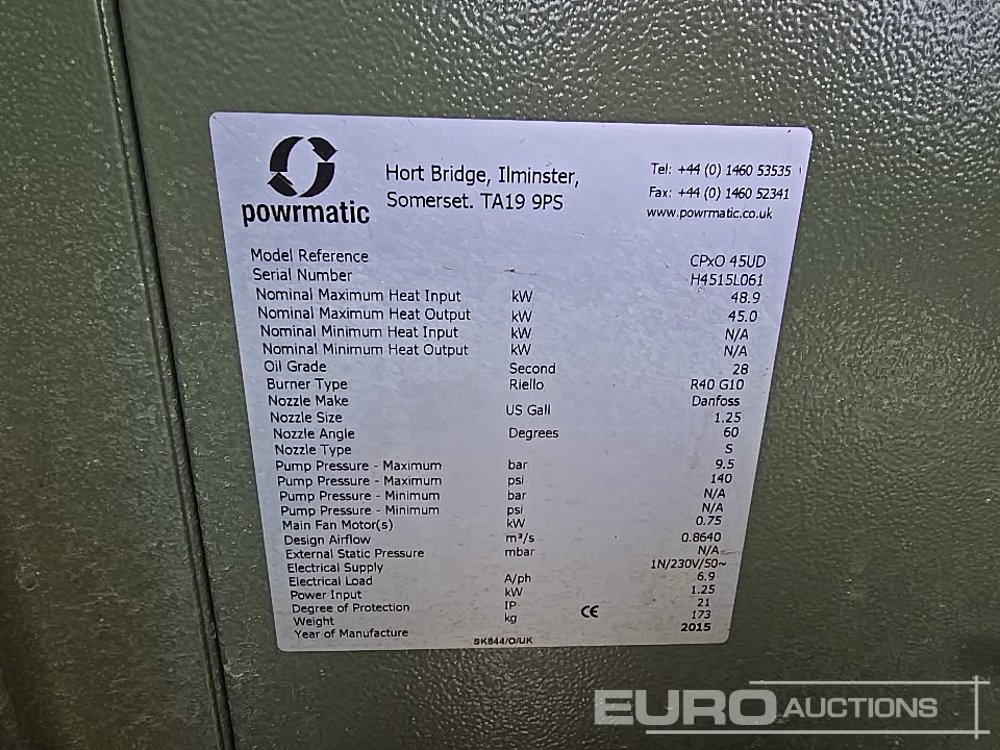 powrmatic
Hort Bridge, Ilminster,
Somerset. TA19 9PS
Tel: +44 (0) 1460 53535
Fax: +44 (0) 1460 52341
www.powrmatic.co.uk
Model Reference CPxO 45UD
Serial Number H4515L061
Nominal Maximum Heat Input kW 48.9
Nominal Maximum Heat Output kW 45.0
Nominal Minimum Heat Input kW N/A
Nominal Minimum Heat Output kW N/A
Oil Grade Second 28
Burner Type Riello R40 G10
Nozzle Make Danfoss
Nozzle Size US Gall 1.25
Nozzle Angle Degrees 60
Nozzle Type S
Pump Pressure - Maximum bar 9.5
Pump Pressure - Maximum psi 140
Pump Pressure - Minimum bar N/A
Pump Pressure - Minimum psi N/A
Main Fan Motor(s) kW 0.75
Design Airflow m³/s 0.8640
External Static Pressure mbar N/A
Electrical Supply 1N/230V/50~
Electrical Load A/ph 6.9
Power Input kW 1.25
Degree of Protection IP 21
Weight kg CE 173
Year of Manufacture 2015
SK844/O/UK
EURO AUCTIONS